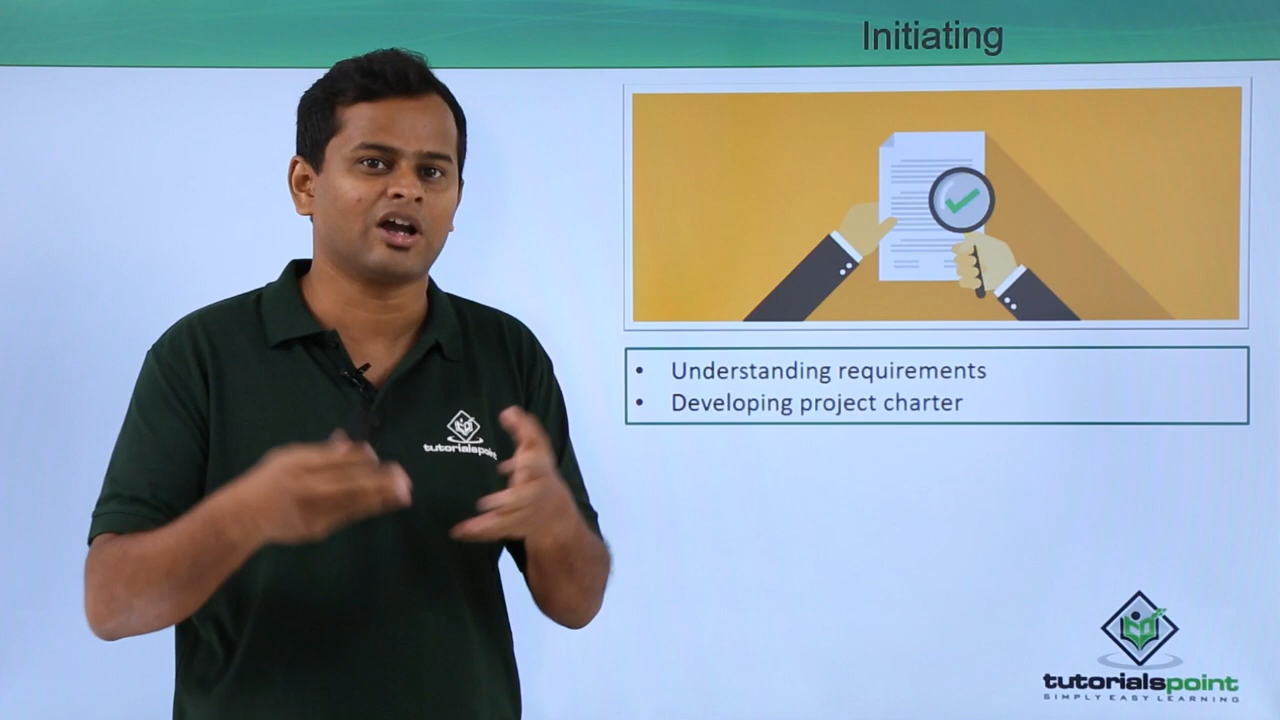 Initiating
• Understanding requirements
• Developing project charter
tutorialspoint
tutorialspoint
SIMPLY EASY LEARNING